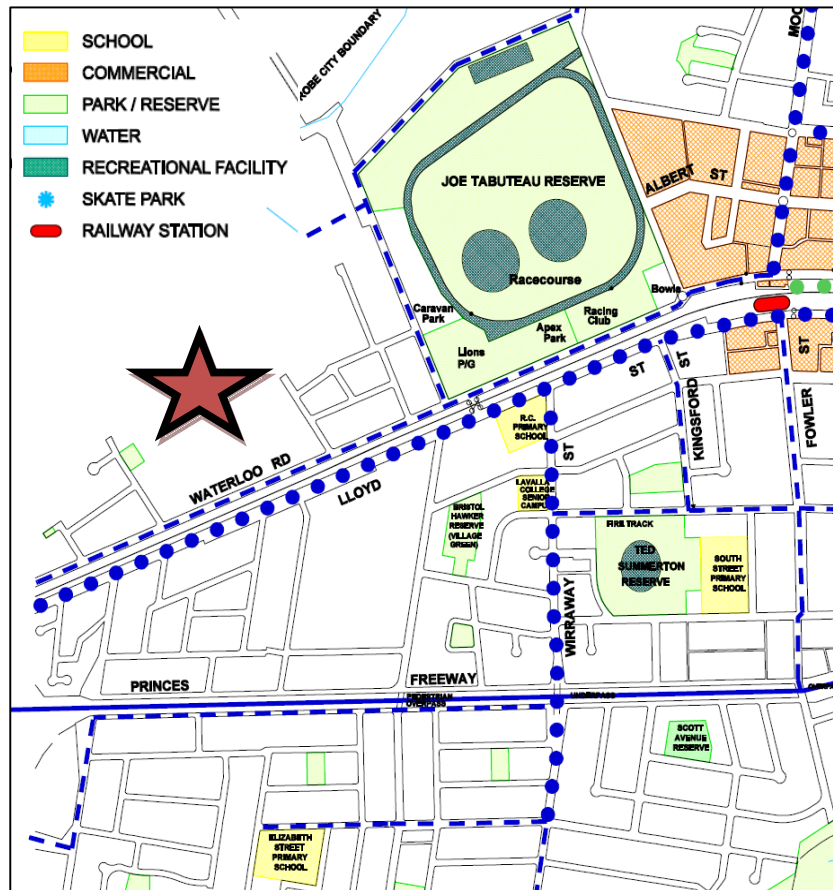 SCHOOL
COMMERCIAL
PARK / RESERVE
WATER
RECREATIONAL FACILITY
SKATE PARK
RAILWAY STATION
ROBE CITY BOUNDARY
MOO
ALBERT ST
JOE TABUTEAU RESERVE
Racecourse
Caravan
Park
Lions
P/G
Apex
Park
Racing
Club
Bowls
ST
ST
KINGSFORD
ST
FOWLER
R.C.
PRIMARY
SCHOOL
ST
WATERLOO RD
LLOYD
LAVALLA
COLLEGE
SENIOR
CAMPUS
BRISTOL
HAWKER
RESERVE
(VILLAGE
GREEN)
FIRE TRACK
TED
SUMMERTON
RESERVE
SOUTH
STREET
PRIMARY
SCHOOL
WIRRAWAY
PRINCES
FREEWAY
PEDESTRIAN
OVERPASS
UNDERPASS
SCOTT
AVENUE
RESERVE
ELIZABETH
STREET
PRIMARY
SCHOOL